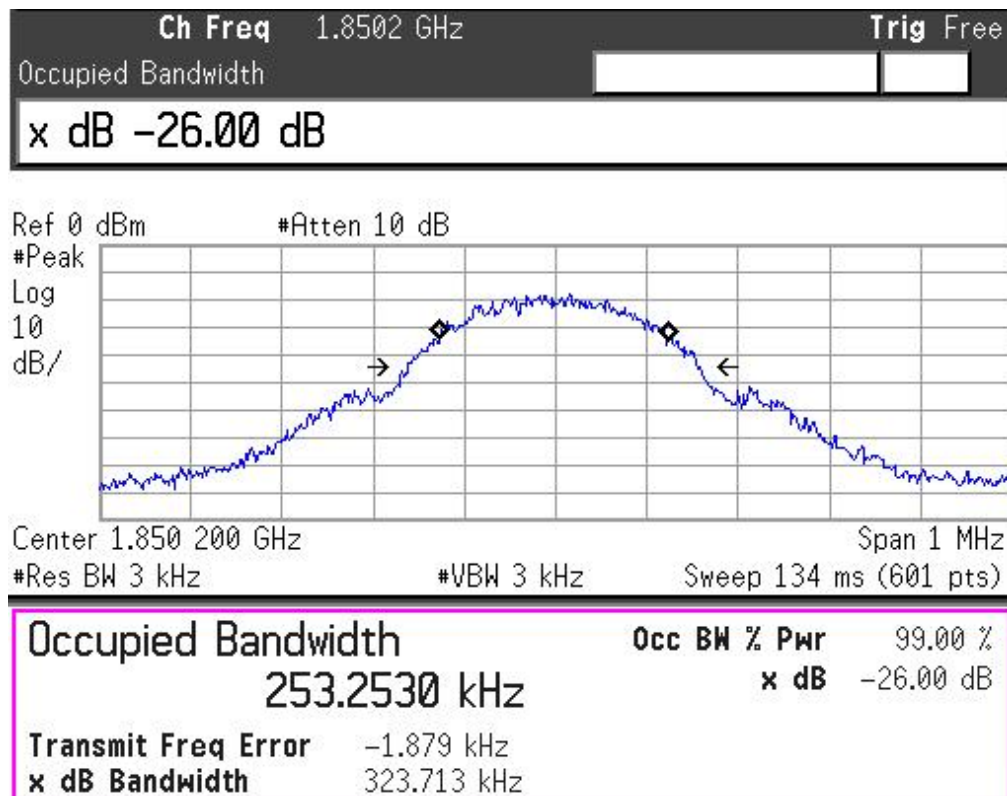 Ch Freq 1.8502 GHz Trig Free
Occupied Bandwidth
x dB -26.00 dB
Ref 0 dBm #Atten 10 dB
#Peak
Log
10
dB/
Center 1.850 200 GHz Span 1 MHz
#Res BW 3 kHz #VBW 3 kHz Sweep 134 ms (601 pts)
Occupied Bandwidth Occ BW % Pwr 99.00 %
253.2530 kHz x dB -26.00 dB
Transmit Freq Error -1.879 kHz
x dB Bandwidth 323.713 kHz